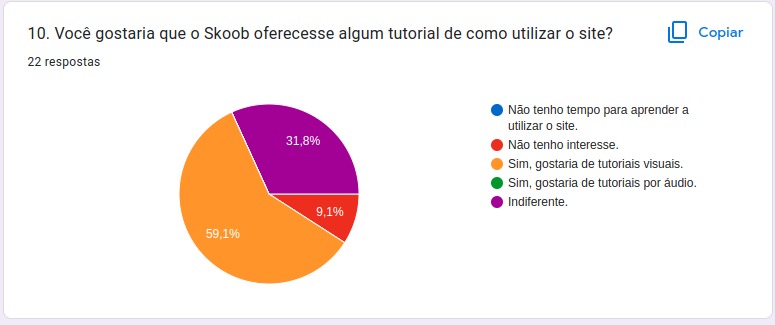 10. Você gostaria que o Skoob oferecesse algum tutorial de como utilizar o site?
Copiar
22 respostas
31,8%
9,1%
59,1%
Não tenho tempo para aprender a
utilizar o site.
Não tenho interesse.
Sim, gostaria de tutoriais visuais.
Sim, gostaria de tutoriais por áudio.
Indiferente.